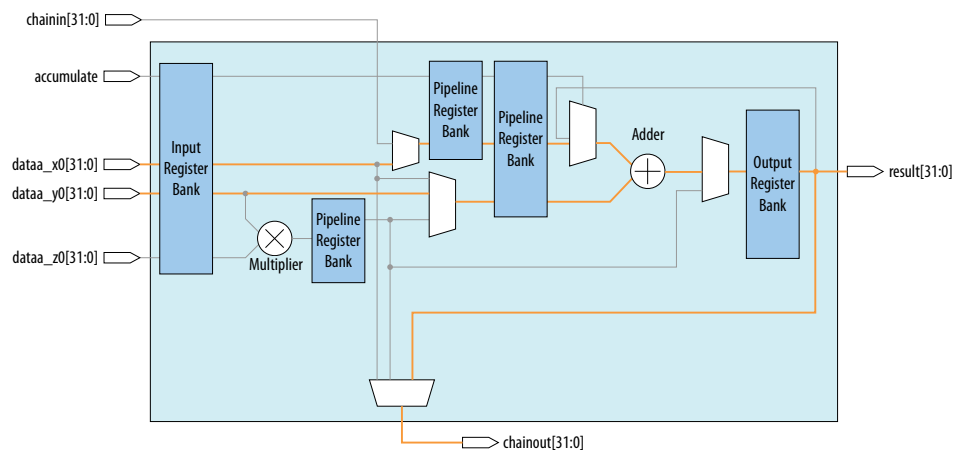 chainin[31:0]
accumulate
dataa_x0[31:0]
dataa_y0[31:0]
dataa_z0[31:0]
Input
Register
Bank
Multiplier
Pipeline
Register
Bank
Pipeline
Register
Bank
Pipeline
Register
Bank
Adder
Output
Register
Bank
result[31:0]
chainout[31:0]